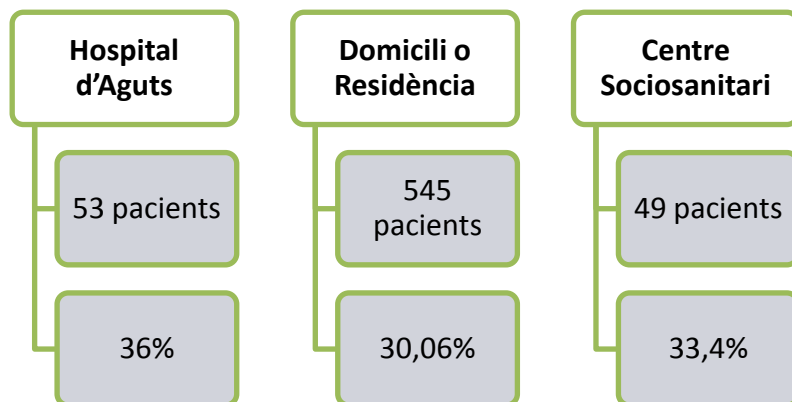 Hospital
d’Aguts
53 pacients
36%
Domicili o
Residència
545
pacients
30,06%
Centre
Sociosanitari
49 pacients
33,4%